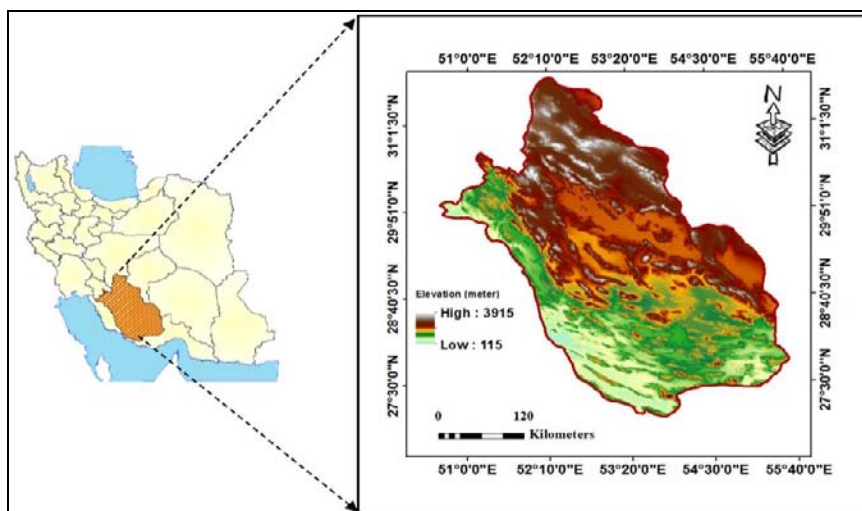 51°0'0"E 52°10'0"E 53°20'0"E 54°30'0"E 55°40'0"E
31°1'30"N
29°51'0"N
28°40'30"N
27°30'0"N
N
31°1'30"N
29°51'0"N
28°40'30"N
27°30'0"N
Elevation (meter)
High : 3915
Low : 115
0 120
Kilometers
51°0'0"E 52°10'0"E 53°20'0"E 54°30'0"E 55°40'0"E